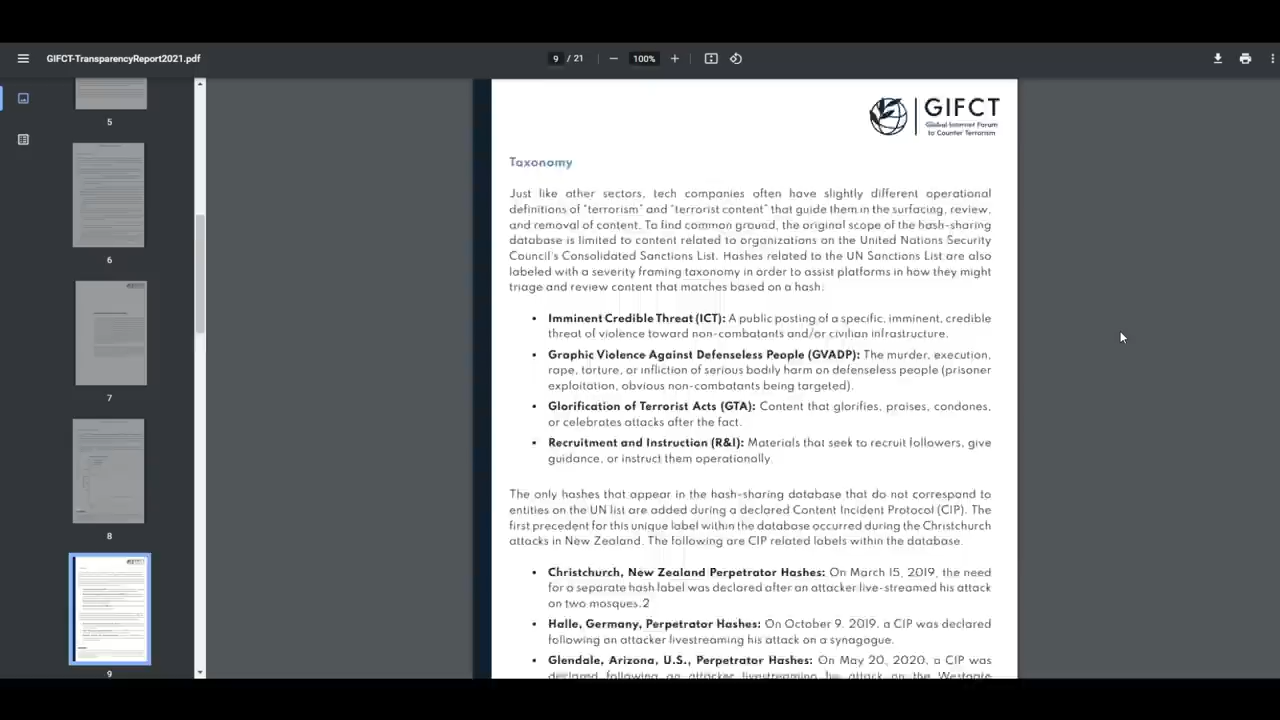 GIFCT-TransparencyReport2021.pdf
9 / 21
100%
5
6
7
8
9
GIFCT
Global Internet Forum
to Counter Terrorism
Taxonomy
Just like other sectors, tech companies often have slightly different operational
definitions of "terrorism" and "terrorist content" that guide them in the surfacing, review,
and removal of content. To find common ground, the original scope of the hash-sharing
database is limited to content related to organizations on the United Nations Security
Council's Consolidated Sanctions List. Hashes related to the UN Sanctions List are also
labeled with a severity framing taxonomy in order to assist platforms in how they might
triage and review content that matches based on a hash:
• Imminent Credible Threat (ICT): A public posting of a specific, imminent, credible
threat of violence toward non-combatants and/or civilian infrastructure.
• Graphic Violence Against Defenseless People (GVADP): The murder, execution,
rape, torture, or infliction of serious bodily harm on defenseless people (prisoner
exploitation, obvious non-combatants being targeted).
• Glorification of Terrorist Acts (GTA): Content that glorifies, praises, condones,
or celebrates attacks after the fact.
• Recruitment and Instruction (R&I): Materials that seek to recruit followers, give
guidance, or instruct them operationally.
The only hashes that appear in the hash-sharing database that do not correspond to
entities on the UN list are added during a declared Content Incident Protocol (CIP). The
first precedent for this unique label within the database occurred during the Christchurch
attacks in New Zealand. The following are CIP related labels within the database.
• Christchurch, New Zealand Perpetrator Hashes: On March 15, 2019, the need
for a separate hash label was declared after an attacker live-streamed his attack
on two mosques.2
• Halle, Germany, Perpetrator Hashes: On October 9, 2019, a CIP was declared
following an attacker livestreaming his attack on a synagogue.
• Glendale, Arizona, U.S., Perpetrator Hashes: On May 20, 2020, a CIP was
declared following an attacker livestreaming his attack on the Westgate